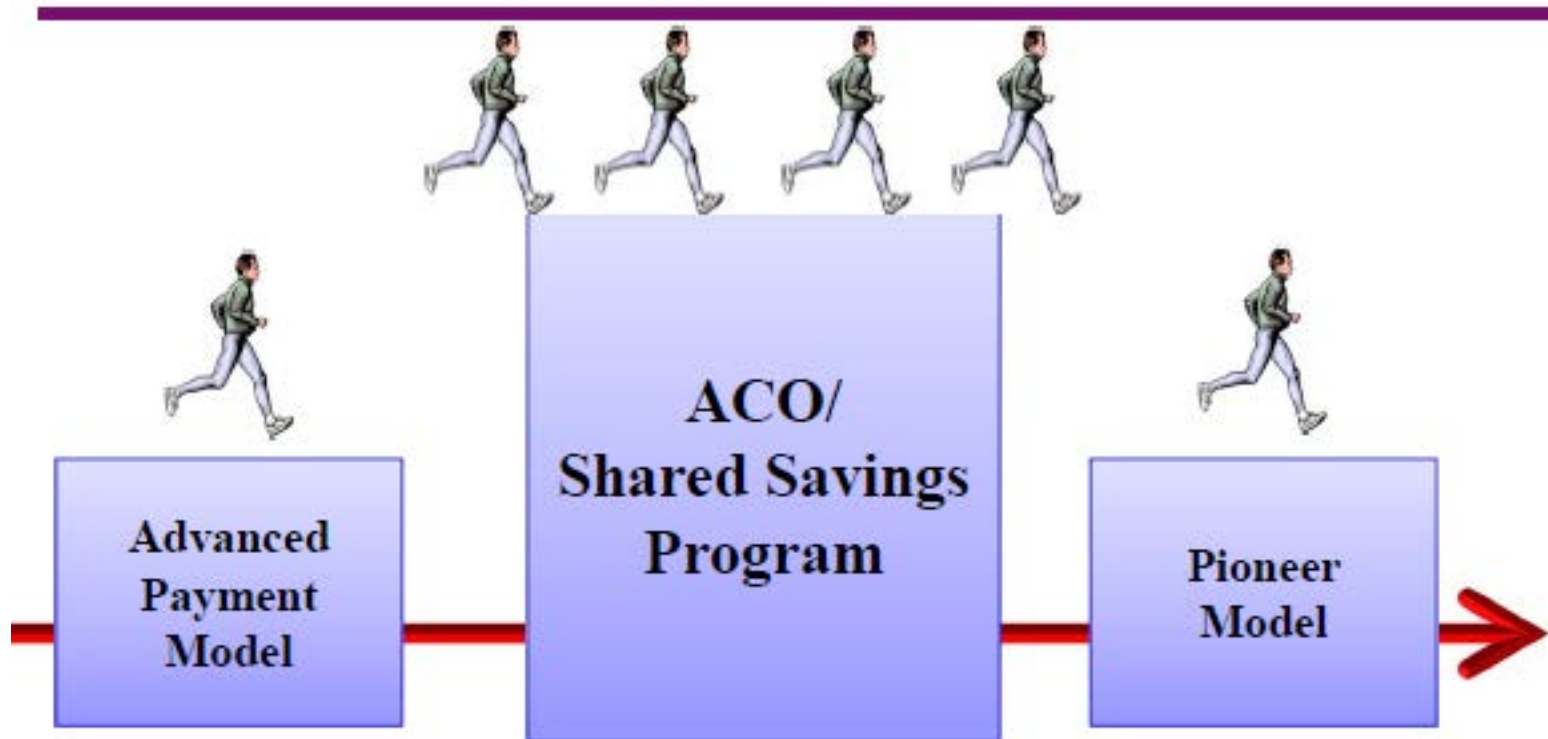 Advanced
Payment
Model
ACO/
Shared Savings
Program
Pioneer
Model